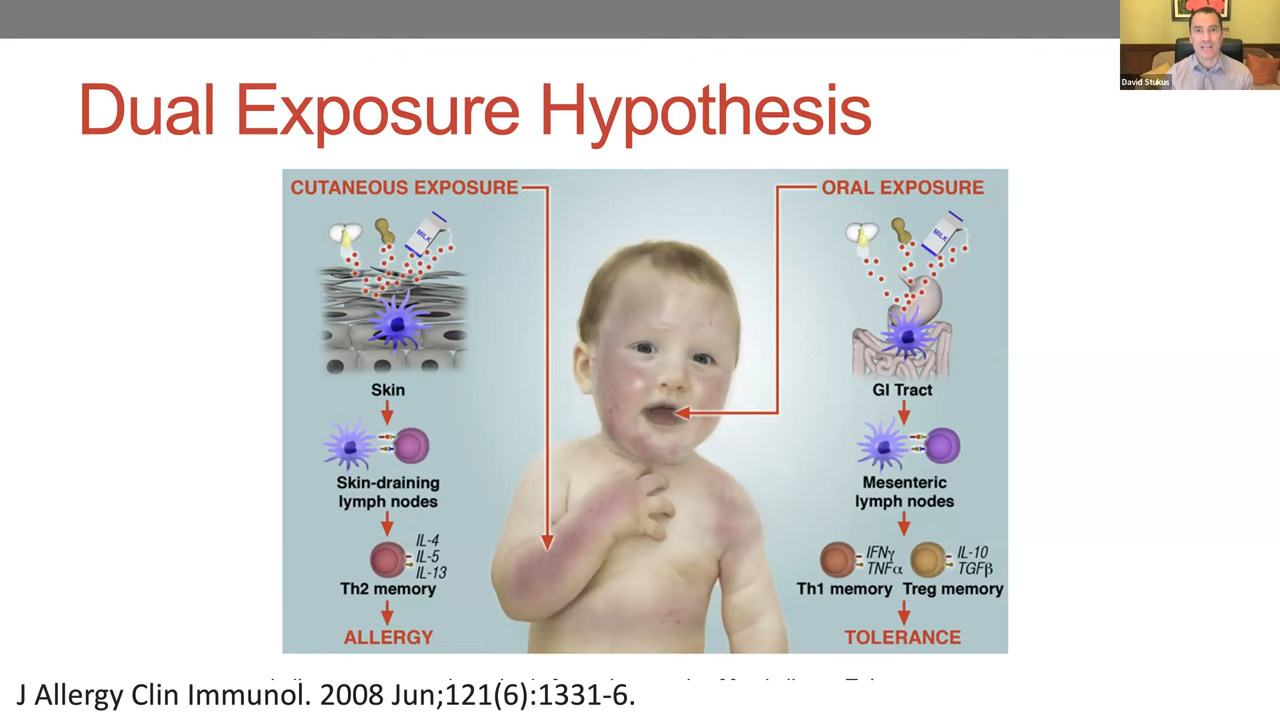 David Stukus
Dual Exposure Hypothesis
CUTANEOUS EXPOSURE
MILK
Skin
Skin-draining
lymph nodes
IL-4
IL-5
IL-13
Th2 memory
ALLERGY
ORAL EXPOSURE
MILK
GI Tract
Mesenteric
lymph nodes
IFNγ
TNFα
IL-10
TGFβ
Th1 memory
Treg memory
TOLERANCE
J Allergy Clin Immunol. 2008 Jun;121(6):1331-6.